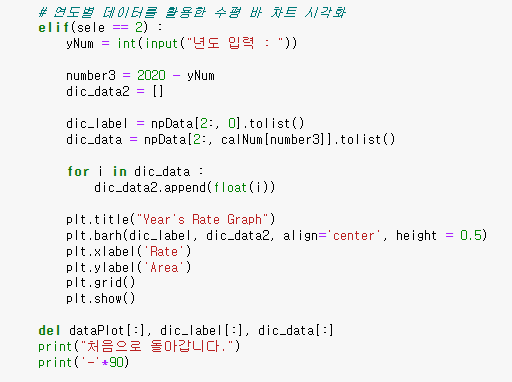 # 연도별 데이터를 활용한 수평 바 차트 시각화
elif(sele == 2) :
yNum = int(input("년도 입력 : "))
number3 = 2020 - yNum
dic_data2 = []
dic_label = npData[2:, 0].tolist()
dic_data = npData[2:, calNum[number3]].tolist()
for i in dic_data :
dic_data2.append(float(i))
plt.title("Year's Rate Graph")
plt.barh(dic_label, dic_data2, align='center', height = 0.5)
plt.xlabel('Rate')
plt.ylabel('Area')
plt.grid()
plt.show()
del dataPlot[:], dic_label[:], dic_data[:]
print("처음으로 돌아갑니다.")
print('-'*90)